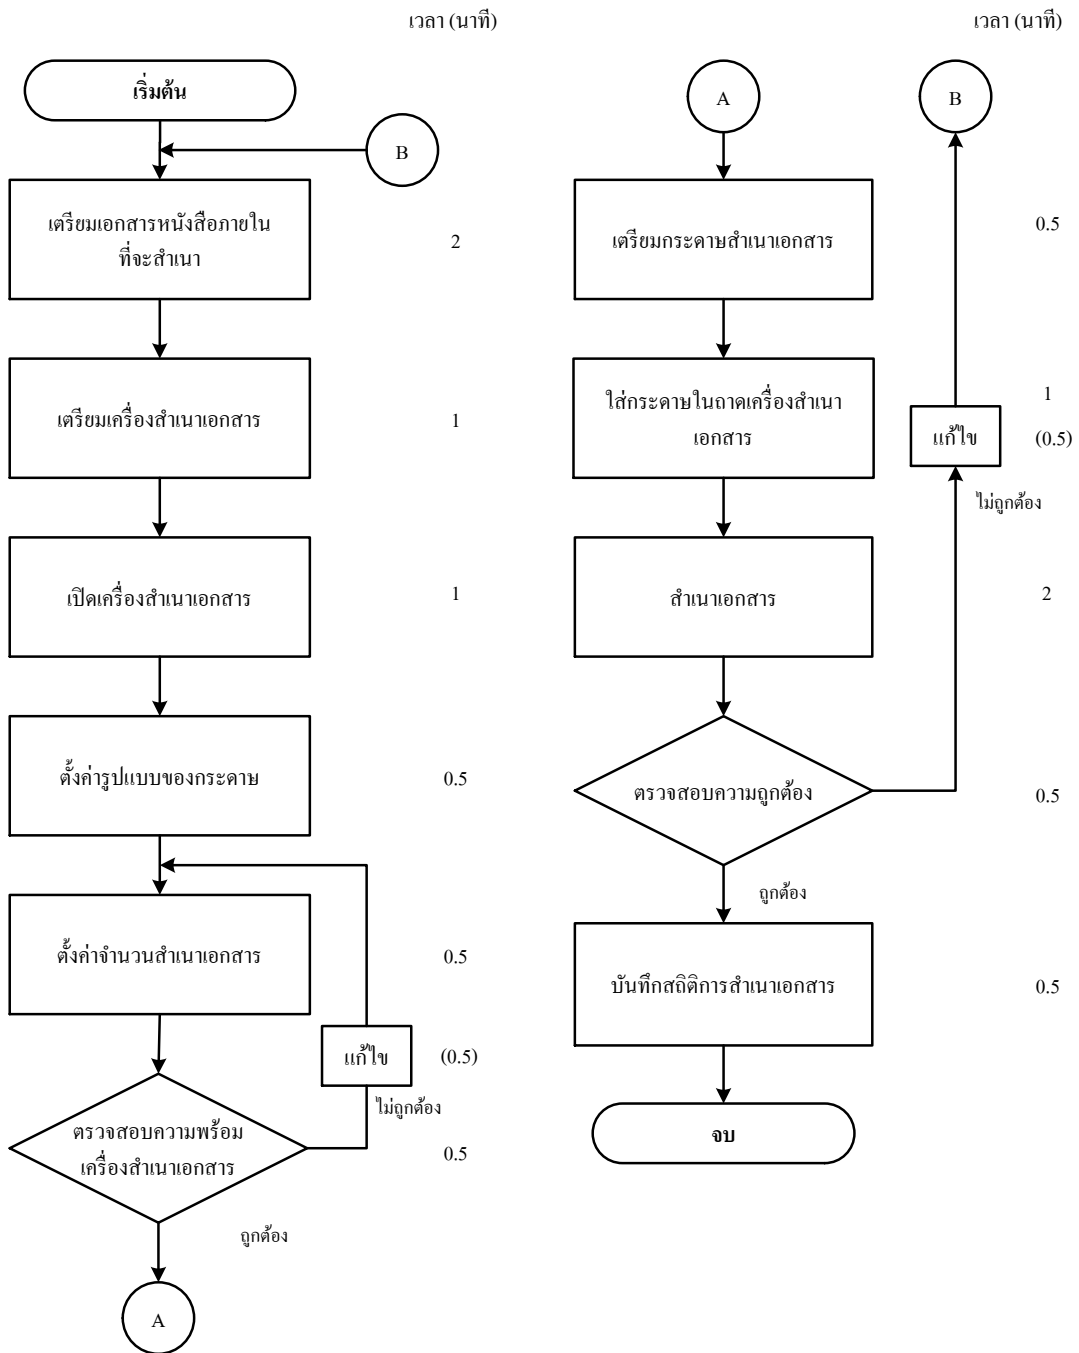 เวลา (นาที)
เริ่มต้น
B
เตรียมเอกสารหนังสือภายใน
ที่จะสำเนา
2
เตรียมเครื่องสำเนาเอกสาร
1
เปิดเครื่องสำเนาเอกสาร
1
ตั้งค่ารูปแบบของกระดาษ
0.5
ตั้งค่าจำนวนสำเนาเอกสาร
0.5
แก้ไข
(0.5)
ไม่ถูกต้อง
ตรวจสอบความพร้อม
เครื่องสำเนาเอกสาร
0.5
ถูกต้อง
A
เวลา (นาที)
A
B
เตรียมกระดาษสำเนาเอกสาร
0.5
ใส่กระดาษในถาดเครื่องสำเนา
เอกสาร
1
แก้ไข
(0.5)
ไม่ถูกต้อง
สำเนาเอกสาร
2
ตรวจสอบความถูกต้อง
0.5
ถูกต้อง
บันทึกสถิติการสำเนาเอกสาร
0.5
จบ